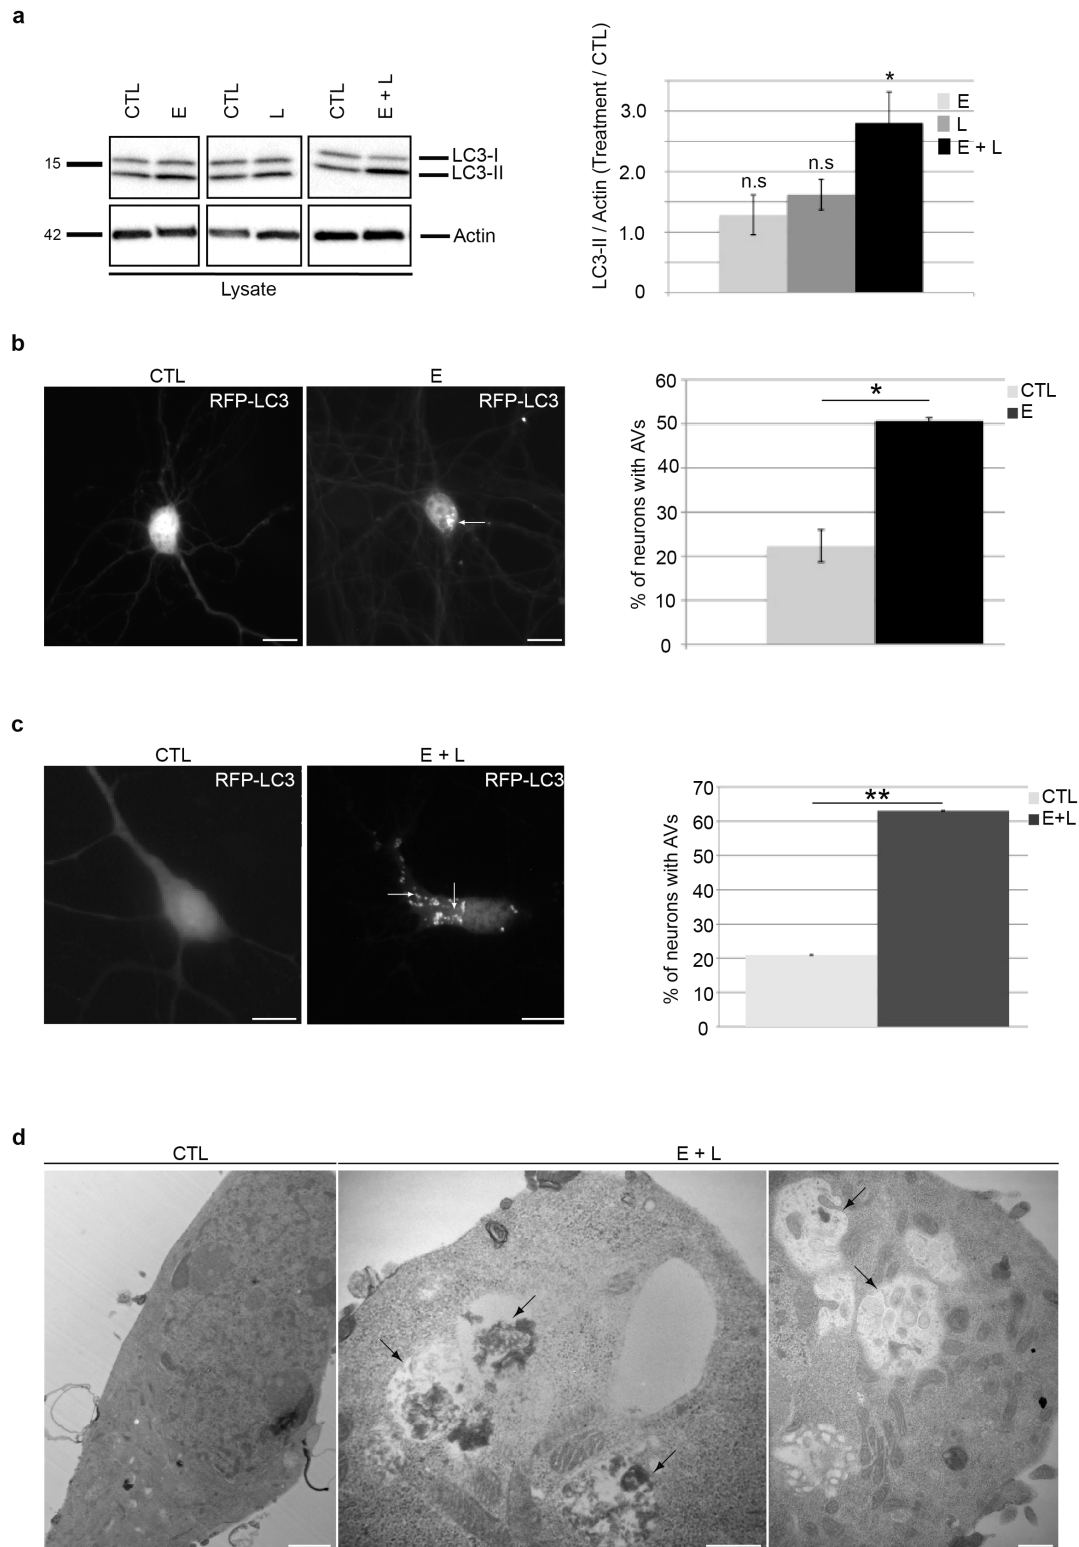 a
CTL
E
CTL
L
CTL
E + L
15
LC3-I
LC3-II
42
Actin
Lysate
LC3-II / Actin (Treatment / CTL)
3.0
2.0
1.0
0
n.s
n.s
*
E
L
E + L
b
CTL
E
RFP-LC3
RFP-LC3
% of neurons with AVs
60
50
40
30
20
10
0
*
CTL
E
c
CTL
E + L
RFP-LC3
RFP-LC3
% of neurons with AVs
70
60
50
40
30
20
10
0
**
CTL
E+L
d
CTL
E + L